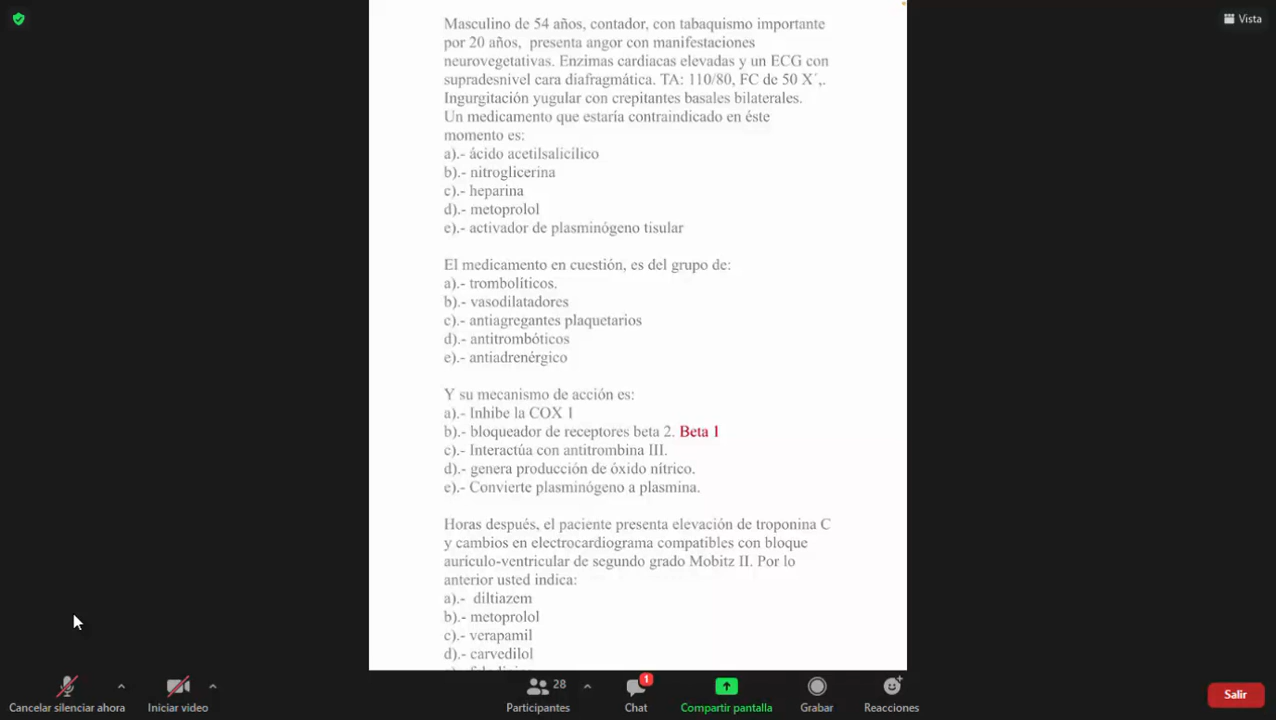 Vista
Masculino de 54 años, contador, con tabaquismo importante
por 20 años,  presenta angor con manifestaciones
neurovegetativas. Enzimas cardiacas elevadas y un ECG con
supradesnivel cara diafragmática. TA: 110/80, FC de 50 X´,.
Ingurgitación yugular con crepitantes basales bilaterales.
Un medicamento que estaría contraindicado en éste
momento es:
a).- ácido acetilsalicílico
b).- nitroglicerina
c).- heparina
d).- metoprolol
e).- activador de plasminógeno tisular
El medicamento en cuestión, es del grupo de:
a).- trombolíticos.
b).- vasodilatadores
c).- antiagregantes plaquetarios
d).- antitrombóticos
e).- antiadrenérgico
Y su mecanismo de acción es:
a).- Inhibe la COX 1
b).- bloqueador de receptores beta 2. Beta 1
c).- Interactúa con antitrombina III.
d).- genera producción de óxido nítrico.
e).- Convierte plasminógeno a plasmina.
Horas después, el paciente presenta elevación de troponina C
y cambios en electrocardiograma compatibles con bloque
aurículo-ventricular de segundo grado Mobitz II. Por lo
anterior usted indica:
a).-  diltiazem
b).- metoprolol
c).- verapamil
d).- carvedilol
Cancelar silenciar ahora
Iniciar video
28
Participantes
1
Chat
Compartir pantalla
Grabar
Reacciones
Salir